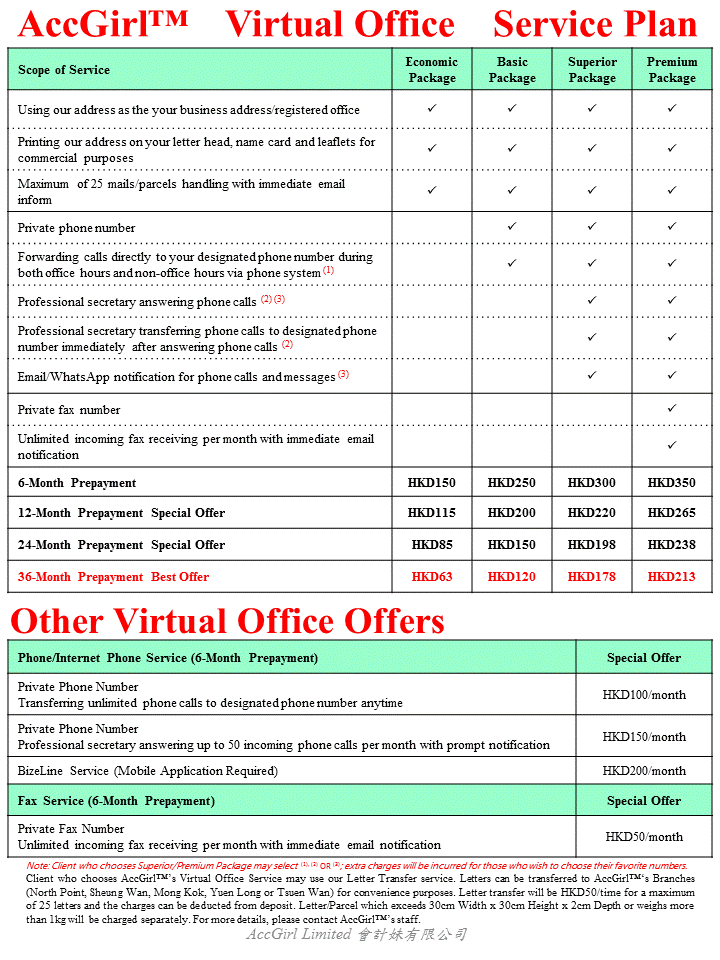 AccGirl™ Virtual Office Service Plan
Scope of Service Economic Package Basic Package Superior Package Premium Package
Using our address as the your business address/registered office ✓ ✓ ✓ ✓
Printing our address on your letter head, name card and leaflets for
commercial purposes ✓ ✓ ✓ ✓
Maximum of 25 mails/parcels handling with immediate email
inform ✓ ✓ ✓ ✓
Private phone number ✓ ✓ ✓
Forwarding calls directly to your designated phone number during
both office hours and non-office hours via phone system (1) ✓ ✓ ✓
Professional secretary answering phone calls (2) (3) ✓ ✓
Professional secretary transferring phone calls to designated phone
number immediately after answering phone calls (2) ✓ ✓
Email/WhatsApp notification for phone calls and messages (3) ✓ ✓
Private fax number ✓
Unlimited incoming fax receiving per month with immediate email
notification ✓
6-Month Prepayment HKD150 HKD250 HKD300 HKD350
12-Month Prepayment Special Offer HKD115 HKD200 HKD220 HKD265
24-Month Prepayment Special Offer HKD85 HKD150 HKD198 HKD238
36-Month Prepayment Best Offer HKD63 HKD120 HKD178 HKD213
Other Virtual Office Offers
Phone/Internet Phone Service (6-Month Prepayment) Special Offer
Private Phone Number
Transferring unlimited phone calls to designated phone number anytime HKD100/month
Private Phone Number
Professional secretary answering up to 50 incoming phone calls per month with prompt notification HKD150/month
BizeLine Service (Mobile Application Required) HKD200/month
Fax Service (6-Month Prepayment) Special Offer
Private Fax Number
Unlimited incoming fax receiving per month with immediate email notification HKD50/month
Note: Client who chooses Superior/Premium Package may select (1), (2) OR (3); extra charges will be incurred for those who wish to choose their favorite numbers.
Client who chooses AccGirl™'s Virtual Office Service may use our Letter Transfer service. Letters can be transferred to AccGirl™'s Branches
(North Point, Sheung Wan, Mong Kok, Yuen Long or Tsuen Wan) for convenience purposes. Letter transfer will be HKD50/time for a maximum
of 25 letters and the charges can be deducted from deposit. Letter/Parcel which exceeds 30cm Width x 30cm Height x 2cm Depth or weighs more
than 1kg will be charged separately. For more details, please contact AccGirl™'s staff.
AccGirl Limited 會計妹有限公司